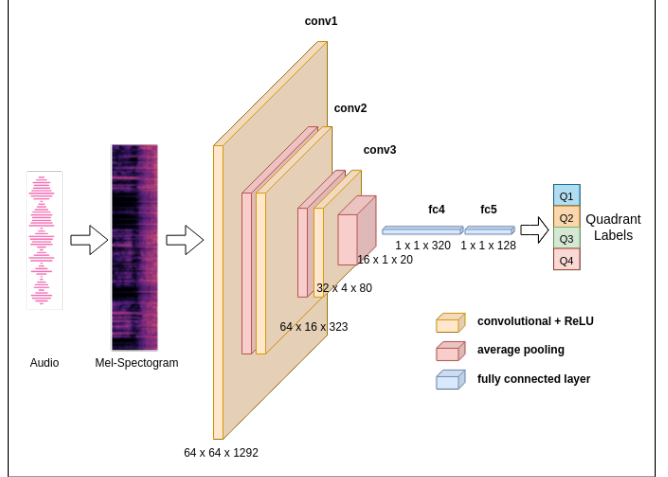 conv1
conv2
conv3
fc4
fc5
1 x 1 x 320
1 x 1 x 128
16 x 1 x 20
32 x 4 x 80
64 x 16 x 323
64 x 64 x 1292
Audio
Mel-Spectrogram
Q1
Q2
Q3
Q4
Quadrant
Labels
convolutional + ReLU
average pooling
fully connected layer